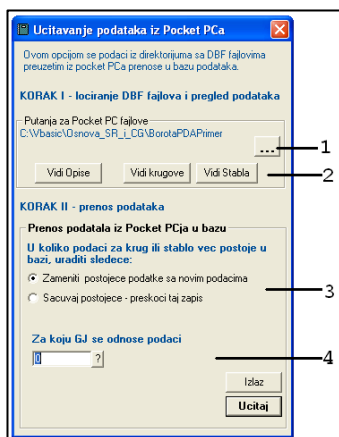 Ucitavanje podataka iz Pocket PCa
Ovom opcijom se podaci iz direktorijuma sa DBF fajlovima
preuzetim iz pocket PCa prenose u bazu podataka.
KORAK I - lociranje DBF fajlova i pregled podataka
Putanja za Pocket PC fajlove
C:\Vbasic\Osnova_SR_i_CG\BorotaPDAPrimer
... 1
Vidi Opise Vidi krugove Vidi Stabla 2
KORAK II - prenos podataka
Prenos podatala iz Pocket PCja u bazu
U koliko podaci za krug ili stablo vec postoje u
bazi, uraditi sledece:
Zameniti postojece podatke sa novim podacima
3
Sacuvaj postojece - preskoci taj zapis
Za koju GJ se odnose podaci
4
0 ?
Izlaz
Ucitaj